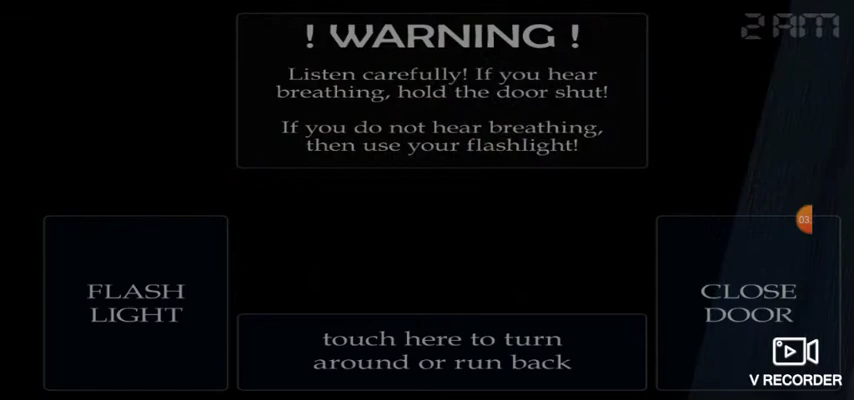 2 AM
! WARNING !
Listen carefully! If you hear
breathing, hold the door shut!
If you do not hear breathing,
then use your flashlight!
03.
FLASH
LIGHT
CLOSE
DOOR
touch here to turn
around or run back
V RECORDER